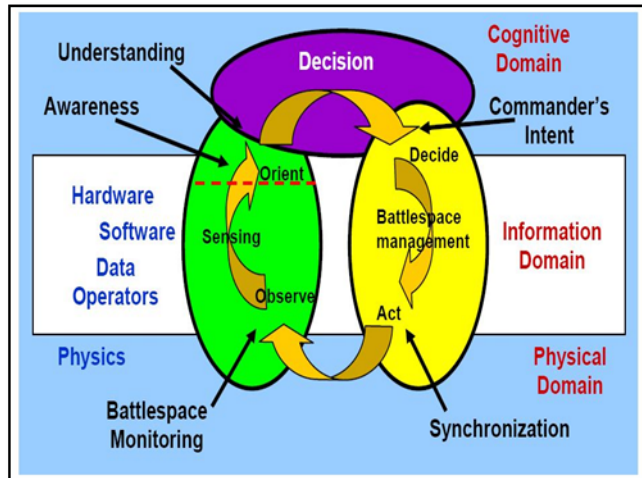 Understanding
Decision
Cognitive
Domain
Awareness
Commander's
Intent
Decide
Orient
Hardware
Software
Data
Operators
Sensing
Battlespace
management
Information
Domain
Observe
Act
Physics
Physical
Domain
Battlespace
Monitoring
Synchronization